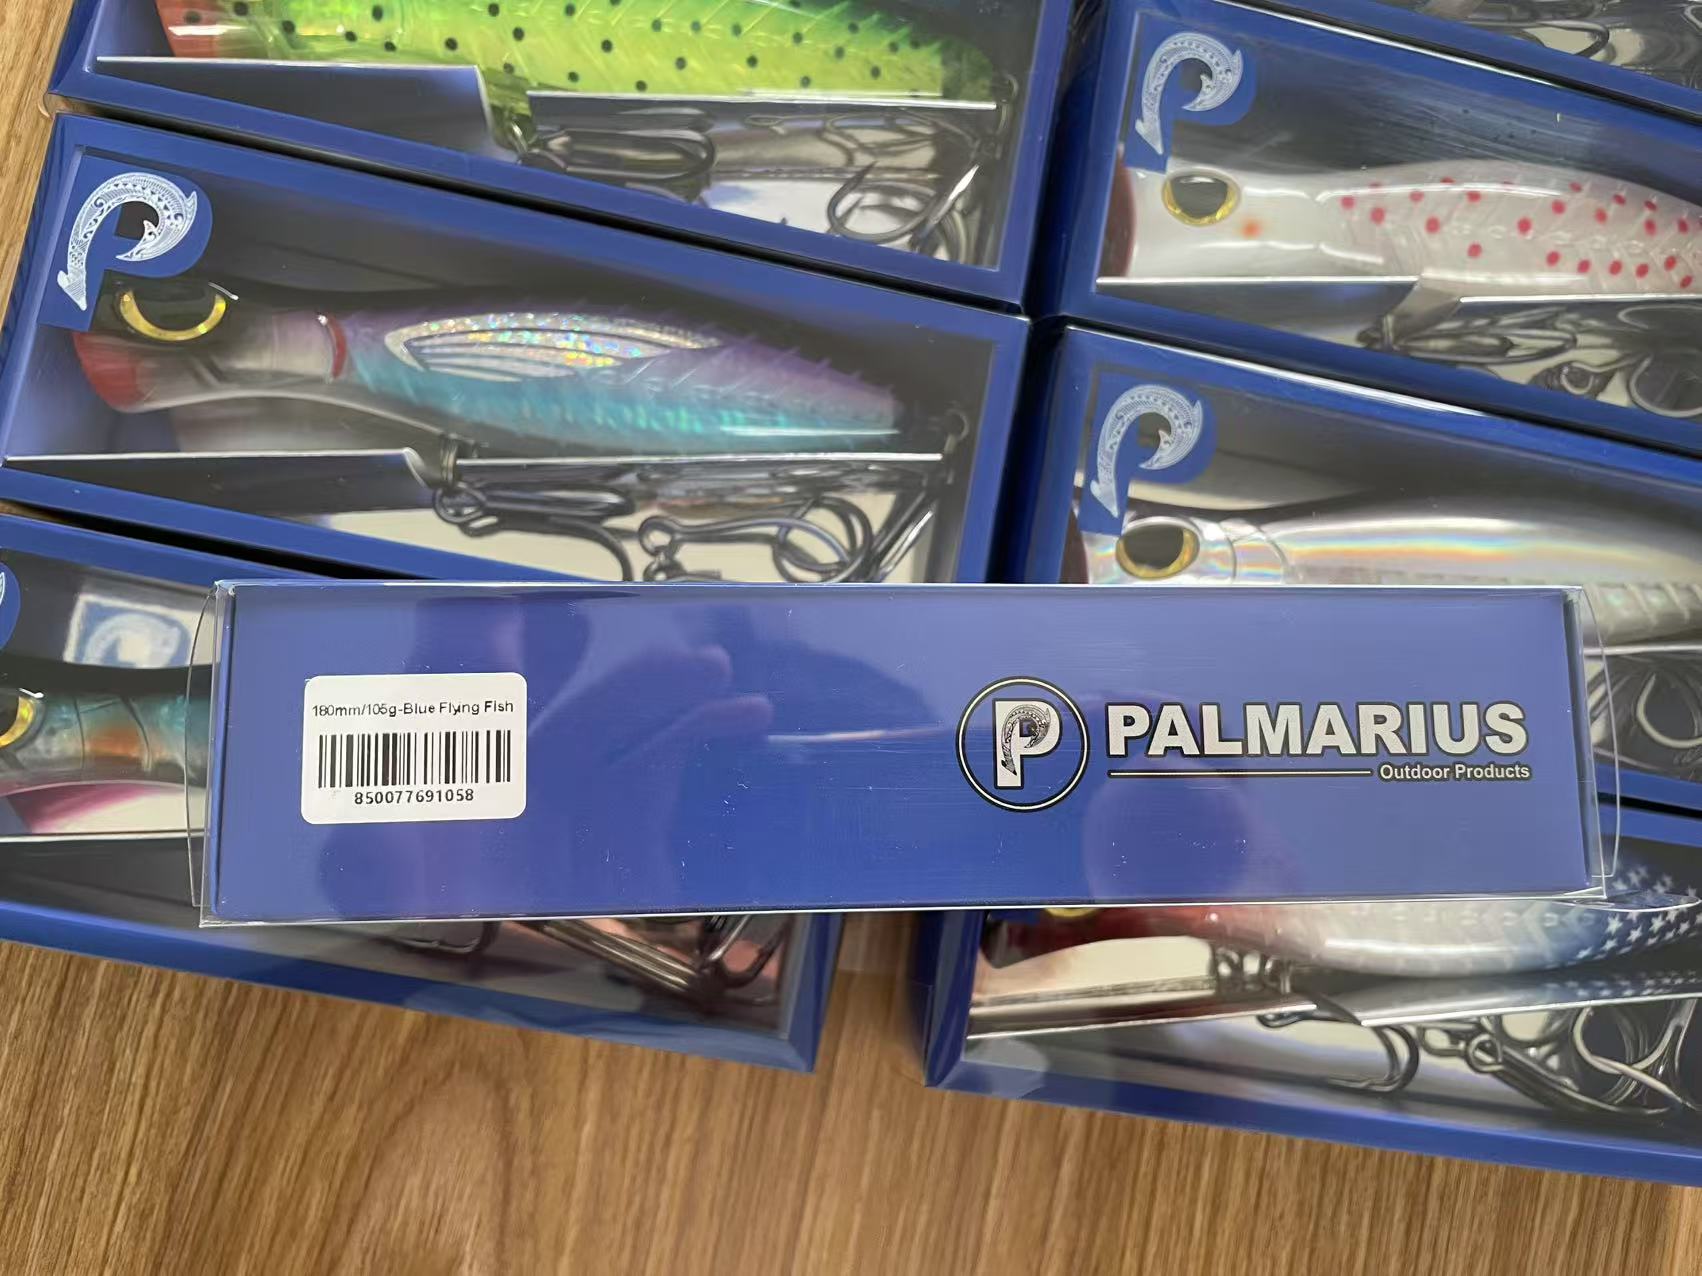 180mm/105g-Blue Flying Fish
850077691058
P PALMARIUS
Outdoor Products